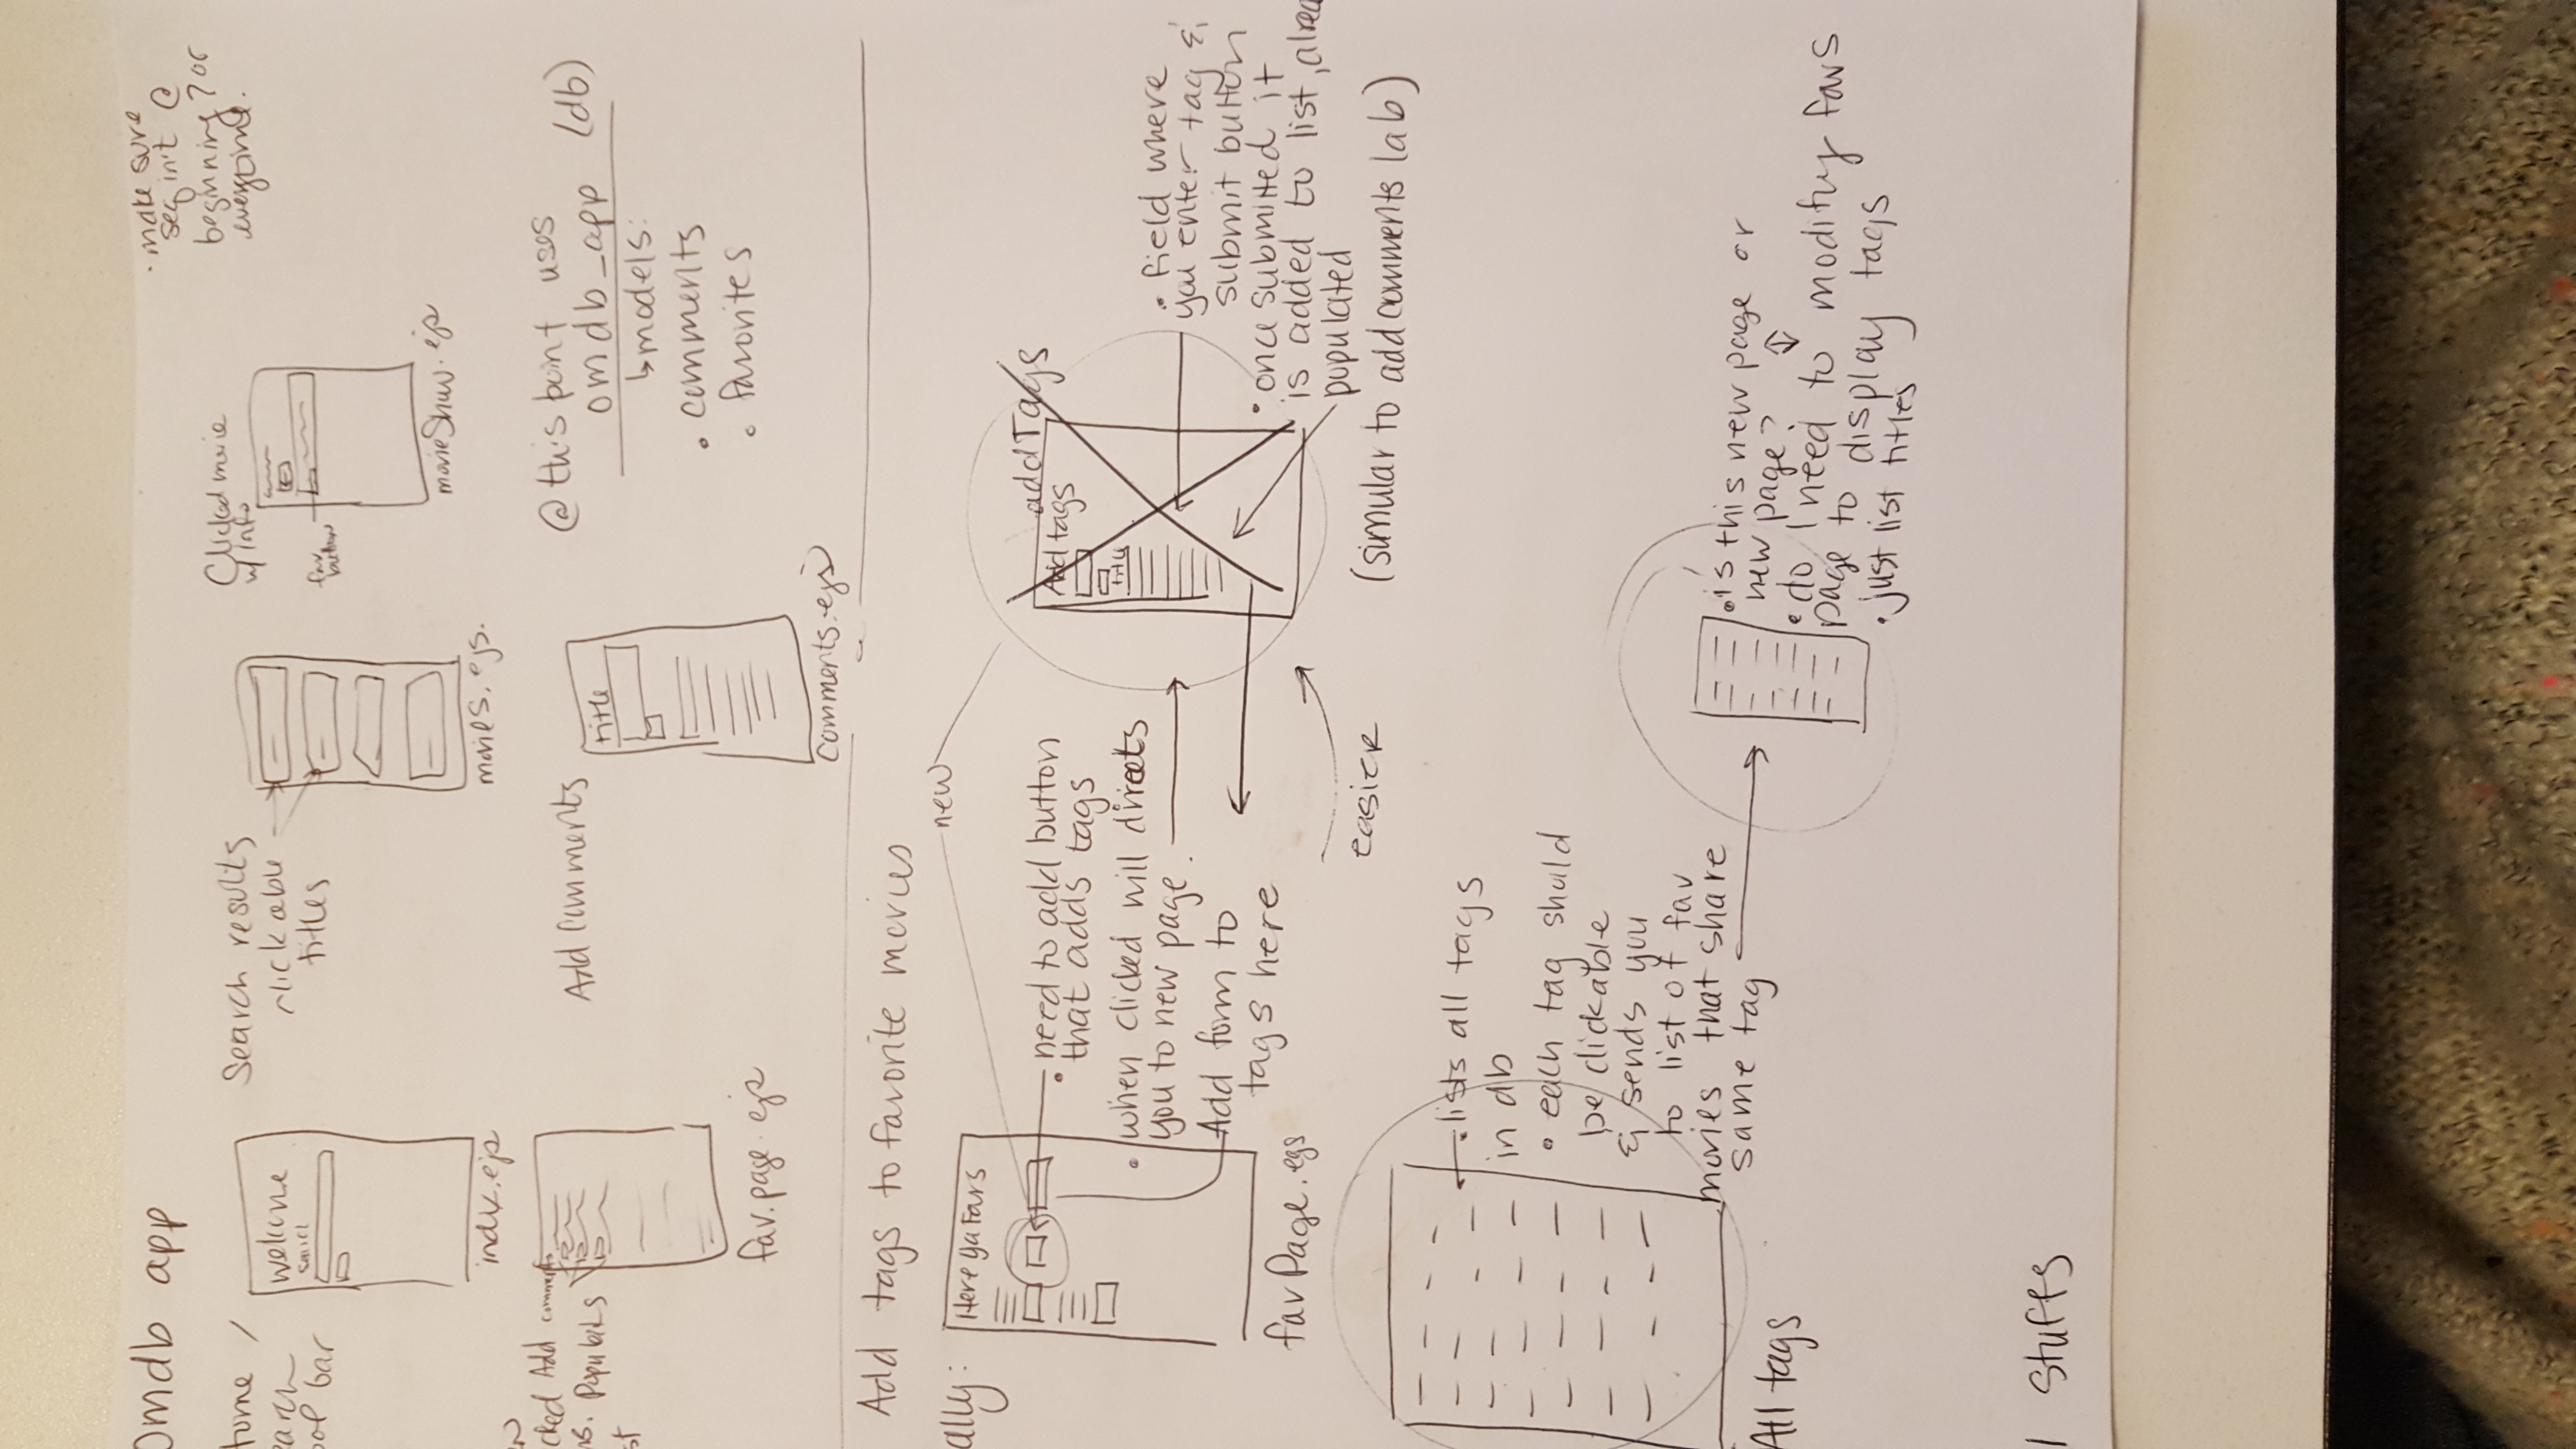 Omdb app
· make sure
seq in't @
beginning? or
everytime.
/
earch
bar
welcome
indx.ejs
Search results
clickable
titles
movies.ejs.
Clicked movie
w/ info
fav
button
movieShow.ejs
cked Add comments
Populates
st
fav.page.ejs
Add Comments
title
comments.ejs
@ this point uses
omdb_app (db)
↳ models:
• comments
• favorites
Add tags to favorite movies
ally:
Here ya Favs
new
• need to add button
that adds tags
• when clicked will directs
you to new page.
Add form to
tags here
favPage.egs
addTags
Add tags
title
• field where
you enter tag &
submit button
• once submitted it
is added to list, alrea
populated
(simular to add comments lab)
easier
• lists all tags
in db
• each tag should
be clickable
& sends you
to list of fav
movies that share
same tag
All tags
• is this new page or
new page?
• do I need to modify favs
page to display tags
• just list titles
stuffs